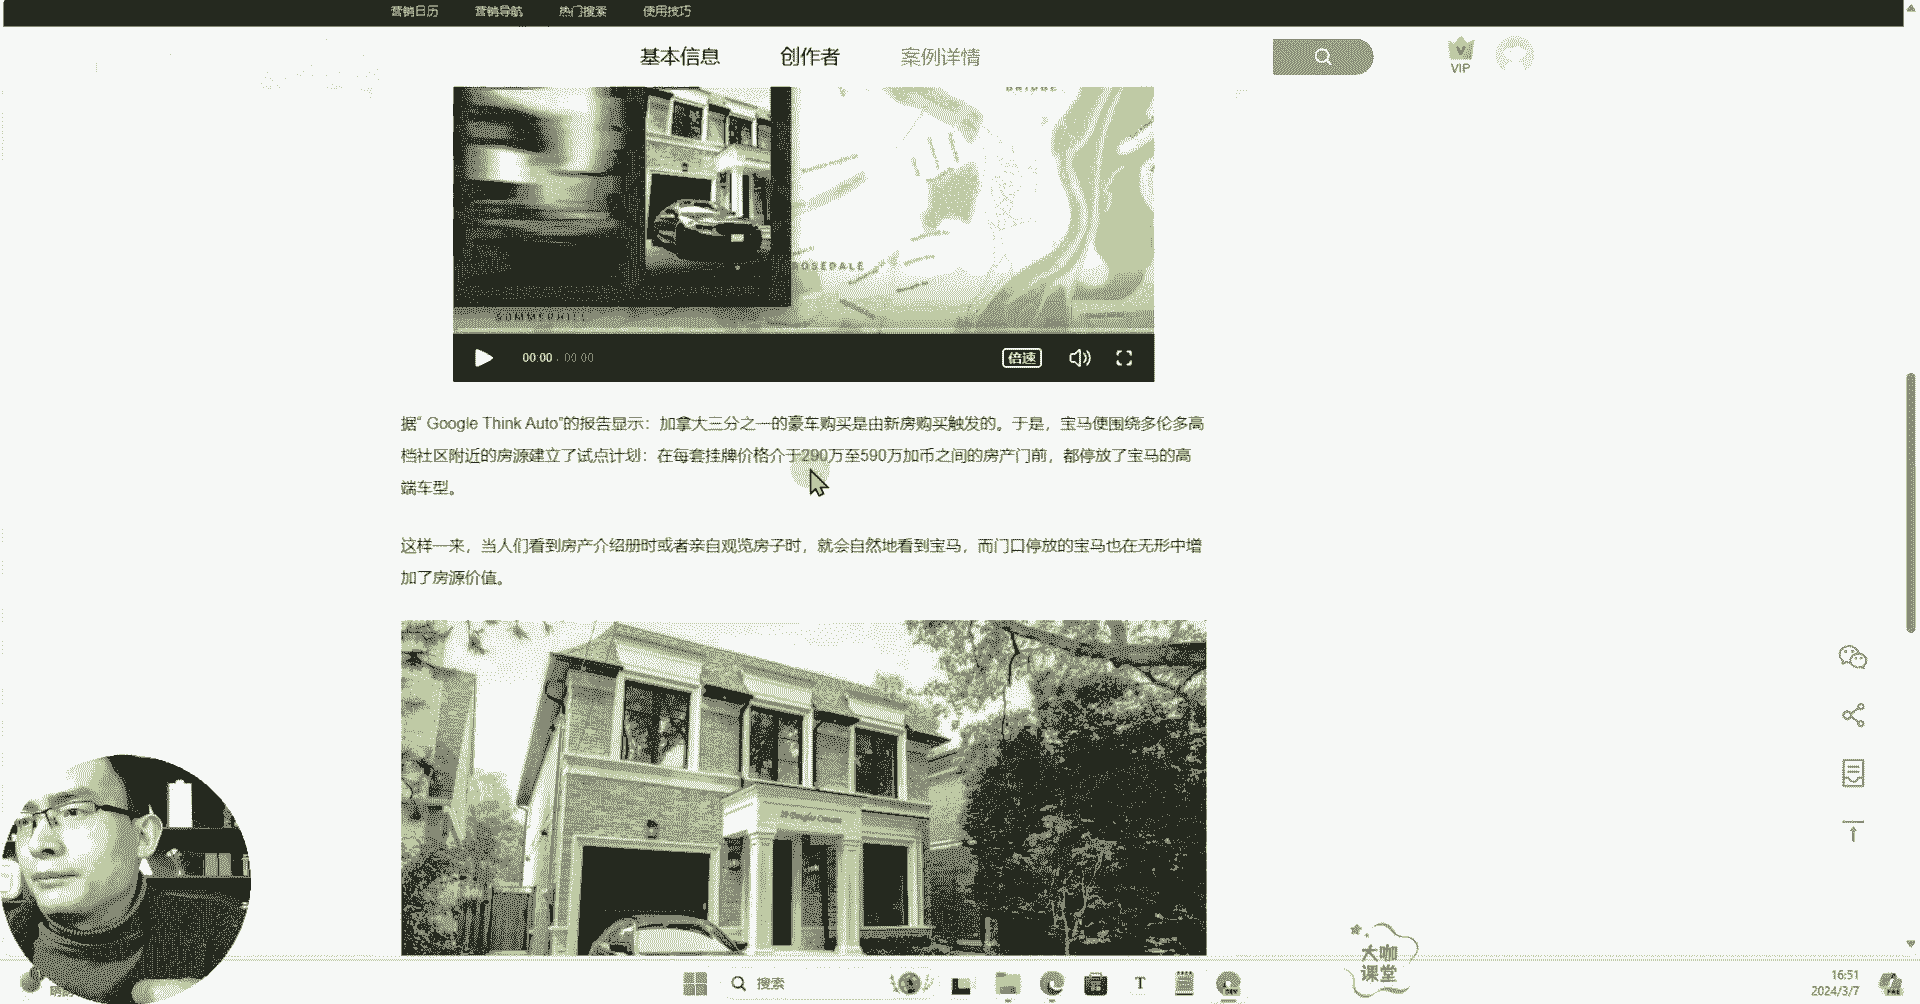 营销日历 营销导航 热门搜索 使用技巧
基本信息 创作者 案例详情
VIP
ROSEDALE
SUMMERHILL
00:00 00:00 倍速
据“ Google Think Auto”的报告显示：加拿大三分之一的豪车购买是由新房购买触发的。于是，宝马便围绕多伦多高
档社区附近的房源建立了试点计划：在每套挂牌价格介于290万至590万加币之间的房产门前，都停放了宝马的高
端车型。
这样一来，当人们看到房产介绍册时或者亲自观览房子时，就会自然地看到宝马，而门口停放的宝马也在无形中增
加了房源价值。
大咖
课堂
搜索
T
DEV
16:51
2024/3/7